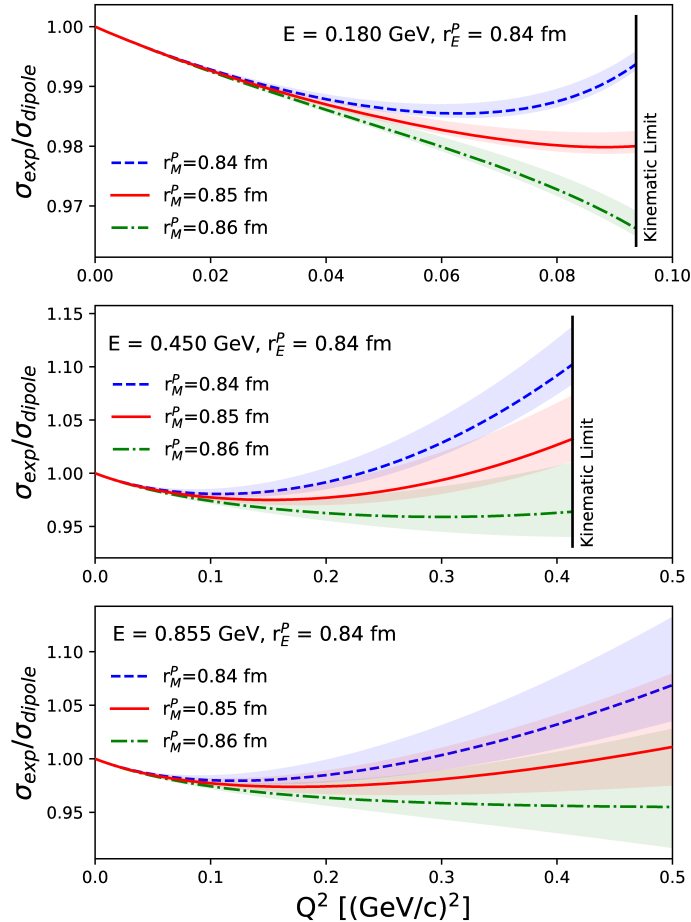 E = 0.180 GeV, r_E^P = 0.84 fm
σ_exp/σ_dipole
1.00
0.99
0.98
0.97
r_M^P=0.84 fm
r_M^P=0.85 fm
r_M^P=0.86 fm
Kinematic Limit
0.00 0.02 0.04 0.06 0.08 0.10
E = 0.450 GeV, r_E^P = 0.84 fm
σ_exp/σ_dipole
1.15
1.10
1.05
1.00
0.95
r_M^P=0.84 fm
r_M^P=0.85 fm
r_M^P=0.86 fm
Kinematic Limit
0.0 0.1 0.2 0.3 0.4 0.5
E = 0.855 GeV, r_E^P = 0.84 fm
σ_exp/σ_dipole
1.10
1.05
1.00
0.95
r_M^P=0.84 fm
r_M^P=0.85 fm
r_M^P=0.86 fm
0.0 0.1 0.2 0.3 0.4 0.5
Q² [(GeV/c)²]